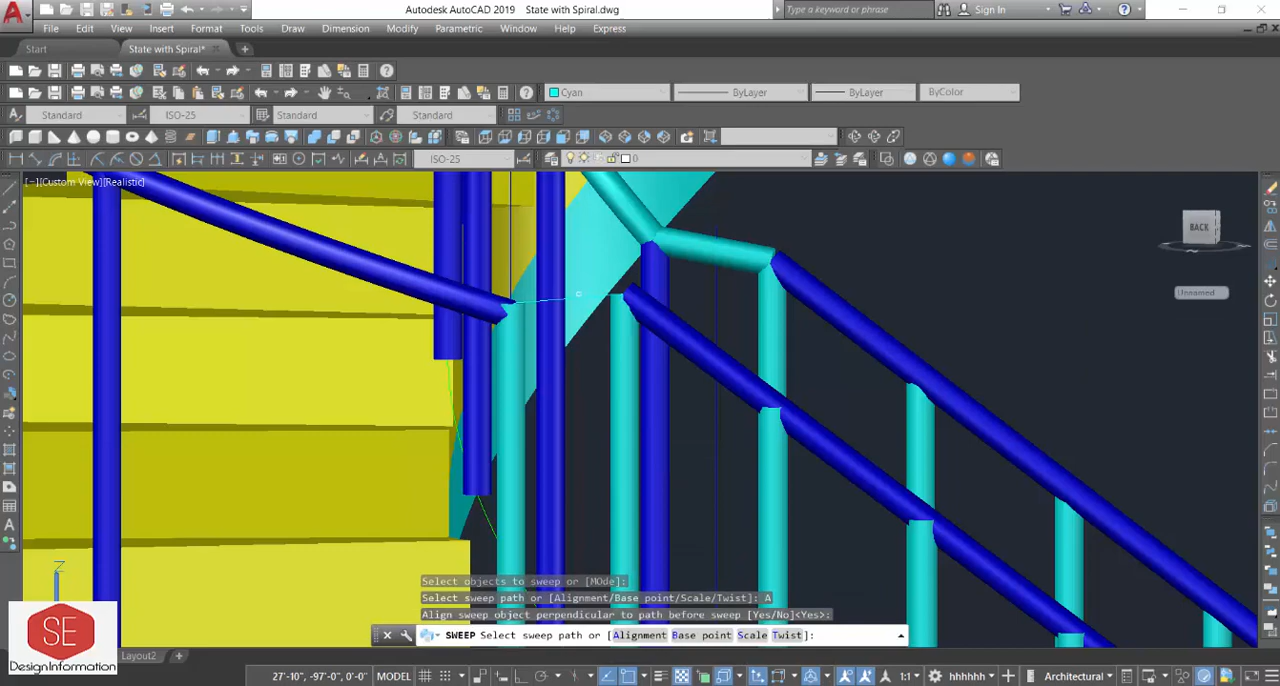 Autodesk AutoCAD 2019 State with Spiral.dwg
Type a keyword or phrase
Sign In
File Edit View Insert Format Tools Draw Dimension Modify Parametric Window Help Express
Start State with Spiral*
Cyan ByLayer ByLayer ByColor
Standard ISO-25 Standard Standard
ISO-25 0
[−][Custom View][Realistic]
BACK
Unnamed
Z
Select objects to sweep or [MOde]:
Select sweep path or [Alignment/Base point/Scale/Twist]: A
Align sweep object perpendicular to path before sweep [Yes/No]<Yes>:
SWEEP Select sweep path or [Alignment Base point Scale Twist]:
SE
Design Information
Layout2
27'-10", -97'-0", 0'-0" MODEL 1:1 hhhhhh Architectural